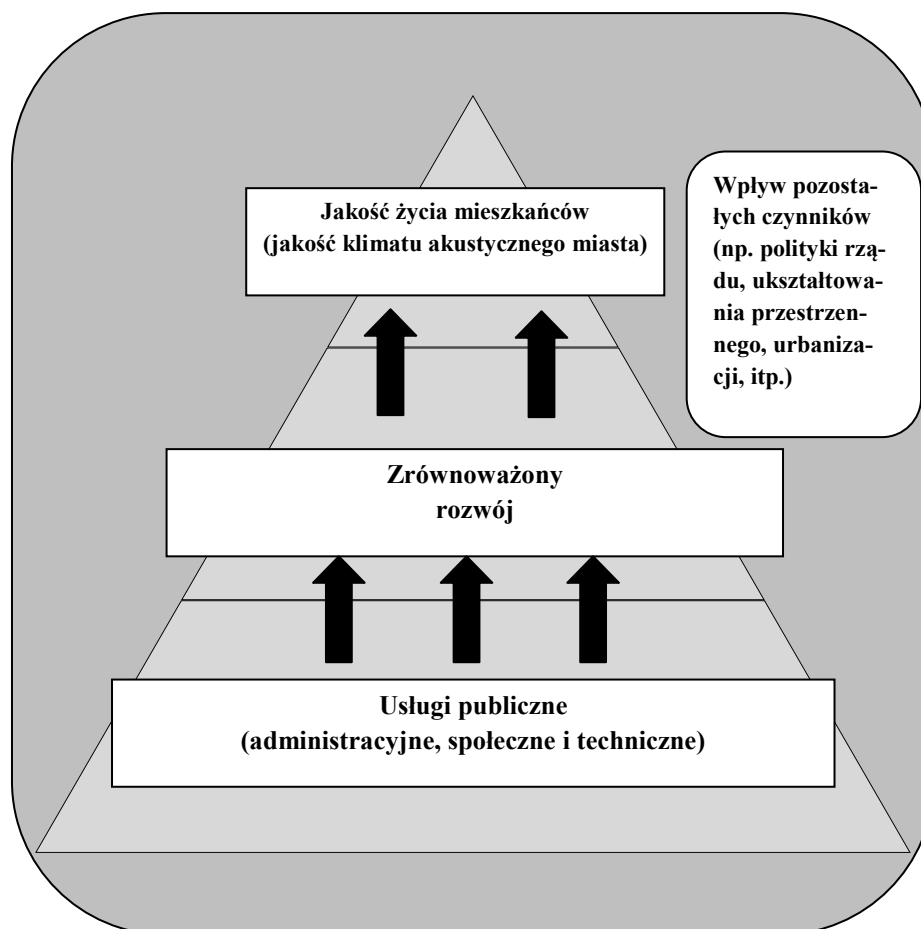 Jakość życia mieszkańców
(jakość klimatu akustycznego miasta)
Wpływ pozosta-
łych czynników
(np. polityki rzą-
du, ukształtowa-
nia przestrzen-
nego, urbaniza-
cji, itp.)
Zrównoważony
rozwój
Usługi publiczne
(administracyjne, społeczne i techniczne)